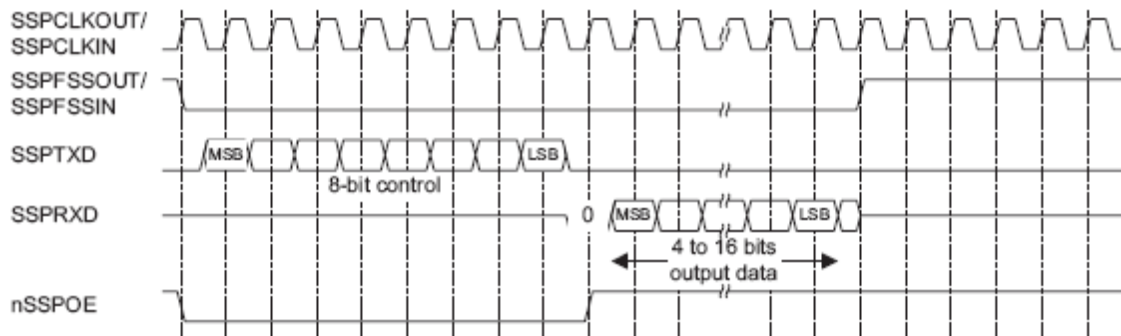 SSPCLKOUT/
SSPCLKIN
SSPFSSOUT/
SSPFSSIN
SSPTXD
MSB
LSB
8-bit control
SSPRXD
0
MSB
LSB
4 to 16 bits
output data
nSSPOE